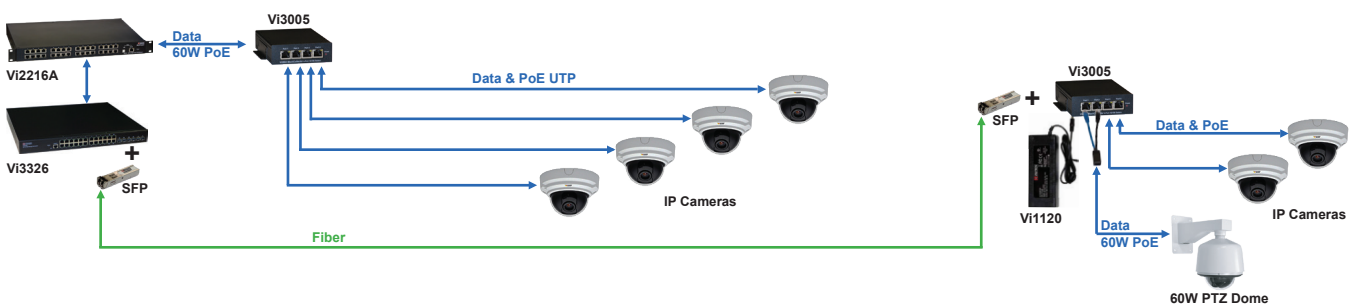 Vi2216A
Data
60W PoE
Vi3005
Data & PoE UTP
Vi3326
+
SFP
IP Cameras
Fiber
SFP
+
Vi3005
Data & PoE
Vi1120
IP Cameras
Data
60W PoE
60W PTZ Dome